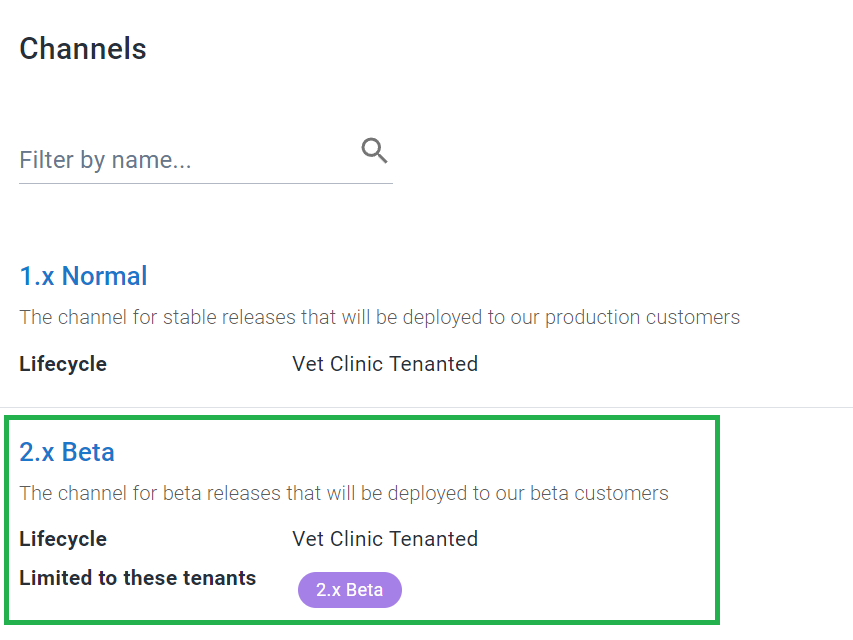 Channels
Filter by name...
1.x Normal
The channel for stable releases that will be deployed to our production customers
Lifecycle Vet Clinic Tenanted
2.x Beta
The channel for beta releases that will be deployed to our beta customers
Lifecycle Vet Clinic Tenanted
Limited to these tenants 2.x Beta